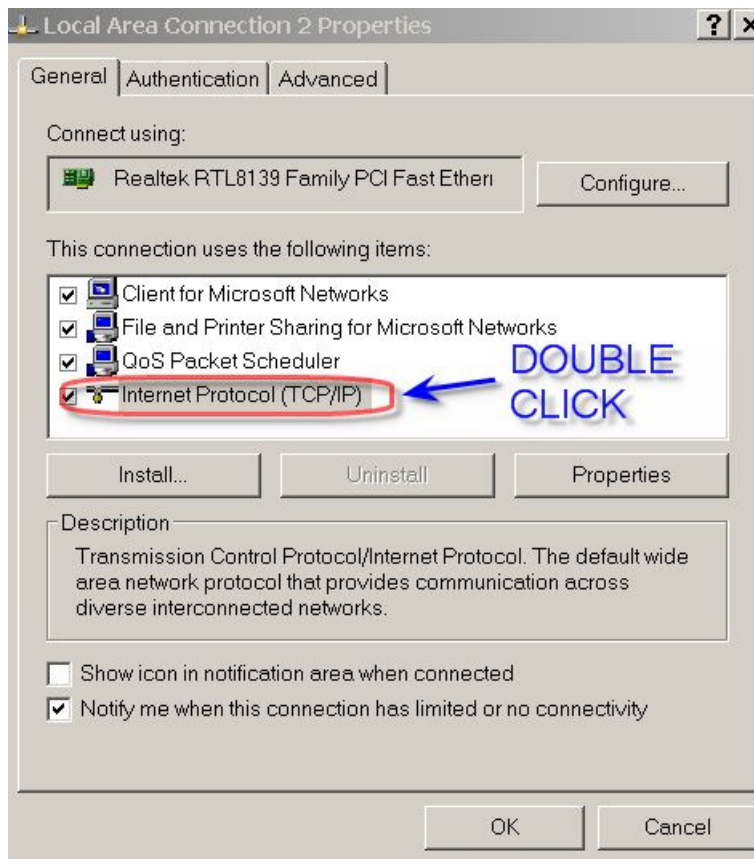 Local Area Connection 2 Properties
General Authentication Advanced
Connect using:
Realtek RTL8139 Family PCI Fast Ethern
Configure...
This connection uses the following items:
Client for Microsoft Networks
File and Printer Sharing for Microsoft Networks
QoS Packet Scheduler
Internet Protocol (TCP/IP)
DOUBLE
CLICK
Install... Uninstall Properties
Description
Transmission Control Protocol/Internet Protocol. The default wide
area network protocol that provides communication across
diverse interconnected networks.
Show icon in notification area when connected
Notify me when this connection has limited or no connectivity
OK Cancel